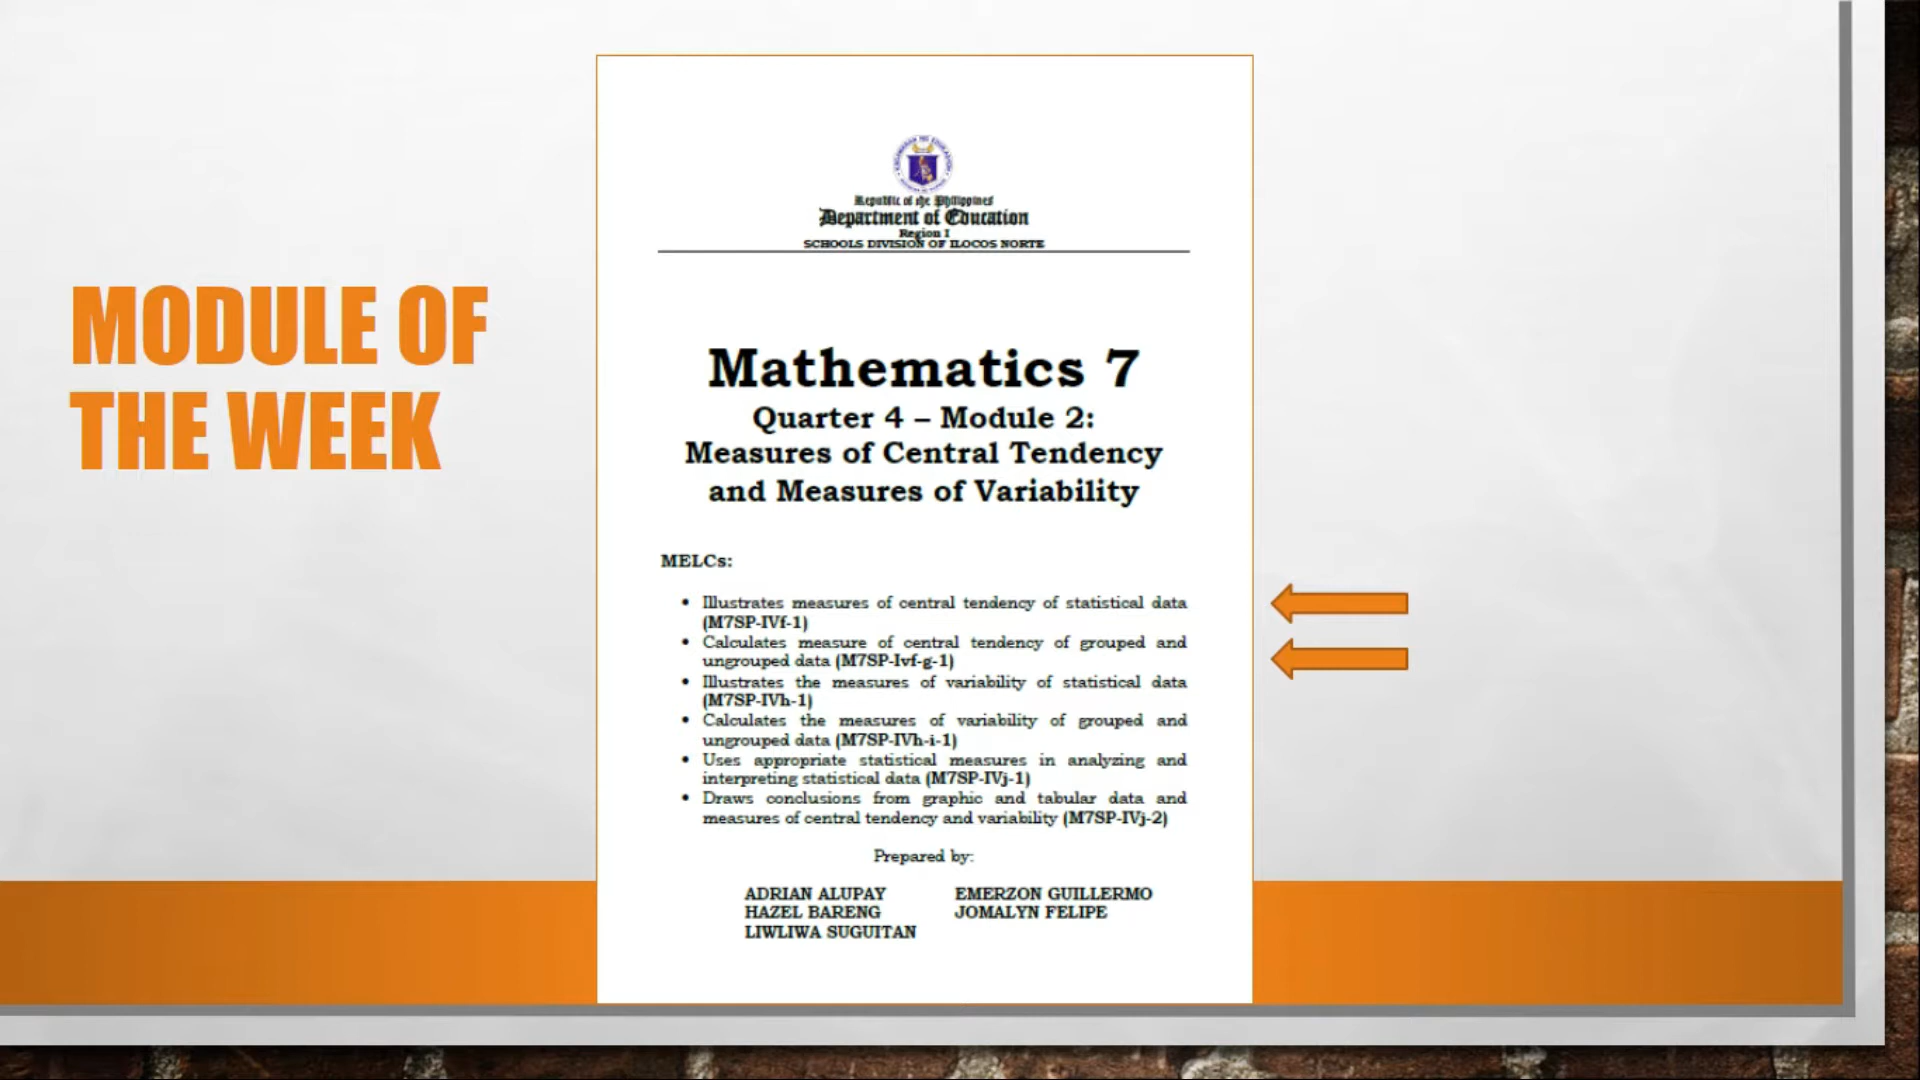 MODULE OF
THE WEEK
Republic of the Philippines
Department of Education
Region I
SCHOOLS DIVISION OF ILOCOS NORTE
Mathematics 7
Quarter 4 – Module 2:
Measures of Central Tendency
and Measures of Variability
MELCs:
• Illustrates measures of central tendency of statistical data
(M7SP-IVf-1)
• Calculates measure of central tendency of grouped and
ungrouped data (M7SP-Ivf-g-1)
• Illustrates the measures of variability of statistical data
(M7SP-IVh-1)
• Calculates the measures of variability of grouped and
ungrouped data (M7SP-IVh-i-1)
• Uses appropriate statistical measures in analyzing and
interpreting statistical data (M7SP-IVj-1)
• Draws conclusions from graphic and tabular data and
measures of central tendency and variability (M7SP-IVj-2)
Prepared by:
ADRIAN ALUPAY EMERZON GUILLERMO
HAZEL BARENG JOMALYN FELIPE
LIWLIWA SUGUITAN